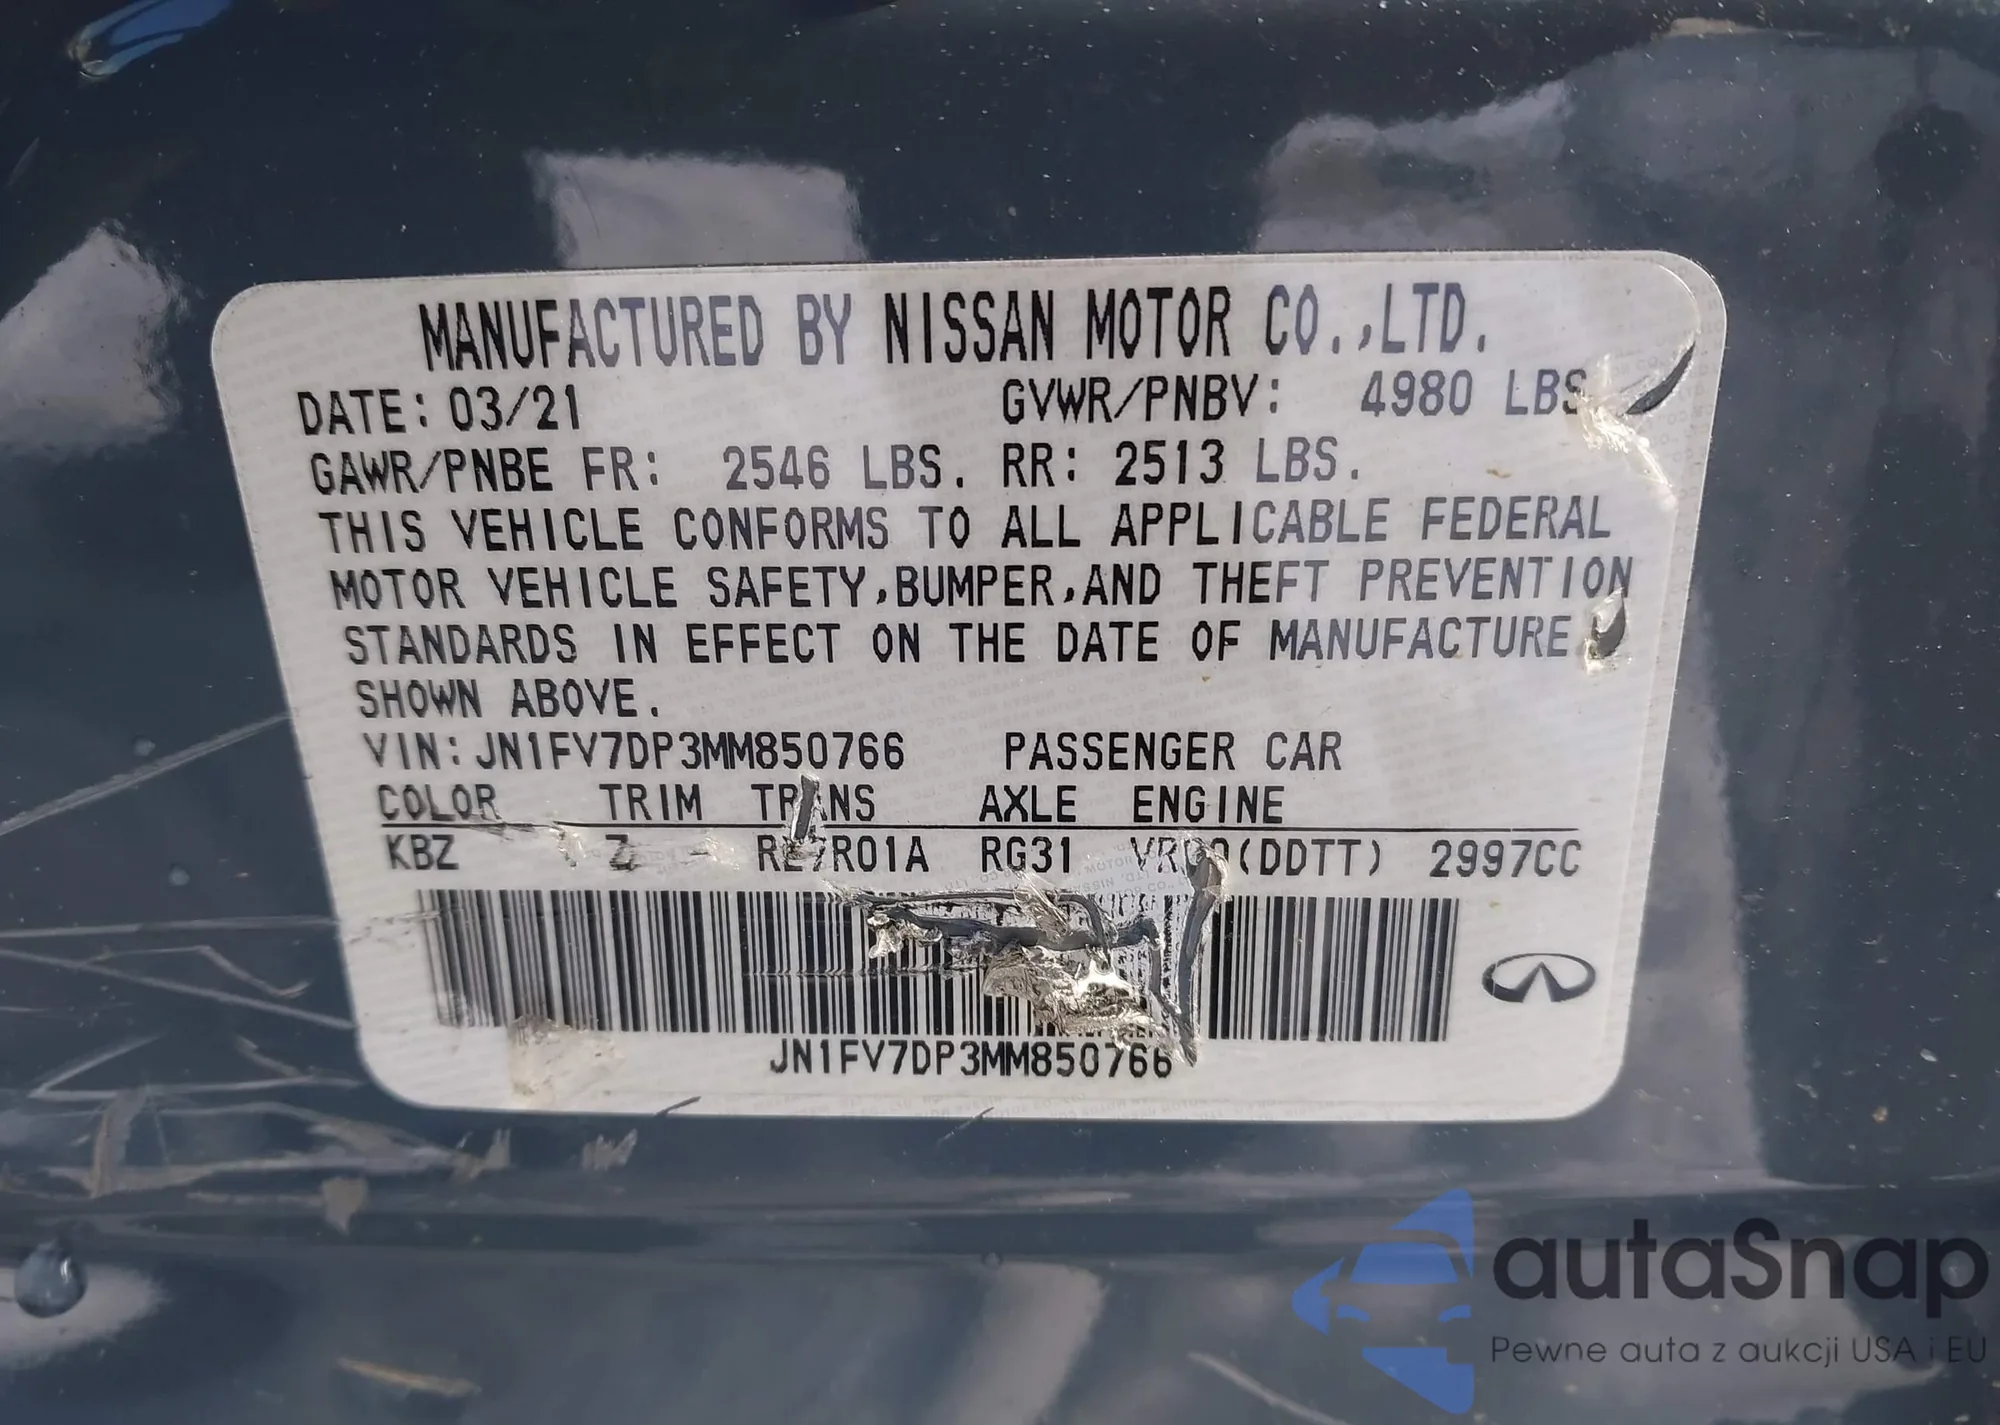 MANUFACTURED BY NISSAN MOTOR CO.,LTD.
DATE: 03/21 GVWR/PNBV: 4980 LBS
GAWR/PNBE FR: 2546 LBS. RR: 2513 LBS.
THIS VEHICLE CONFORMS TO ALL APPLICABLE FEDERAL
MOTOR VEHICLE SAFETY,BUMPER,AND THEFT PREVENTION
STANDARDS IN EFFECT ON THE DATE OF MANUFACTURE
SHOWN ABOVE.
VIN:JN1FV7DP3MM850766 PASSENGER CAR
COLOR TRIM TRANS AXLE ENGINE
KBZ Z RE7R01A RG31 (DDTT) 2997CC
JN1FV7DP3MM850766
autaSnap
Pewne auta z aukcji USA i EU